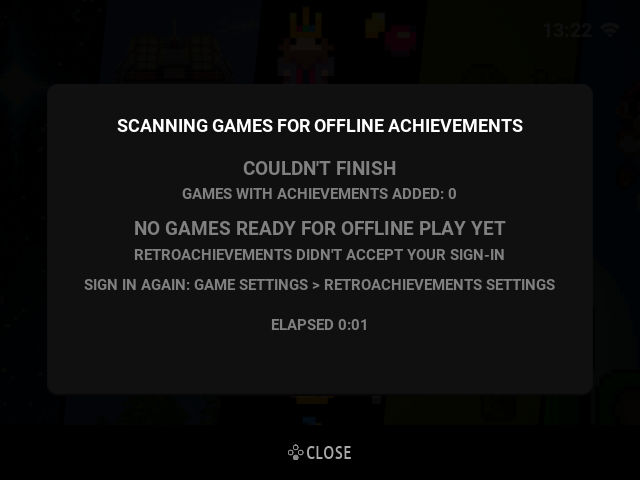 13:22
SCANNING GAMES FOR OFFLINE ACHIEVEMENTS
COULDN'T FINISH
GAMES WITH ACHIEVEMENTS ADDED: 0
NO GAMES READY FOR OFFLINE PLAY YET
RETROACHIEVEMENTS DIDN'T ACCEPT YOUR SIGN-IN
SIGN IN AGAIN: GAME SETTINGS > RETROACHIEVEMENTS SETTINGS
ELAPSED 0:01
CLOSE